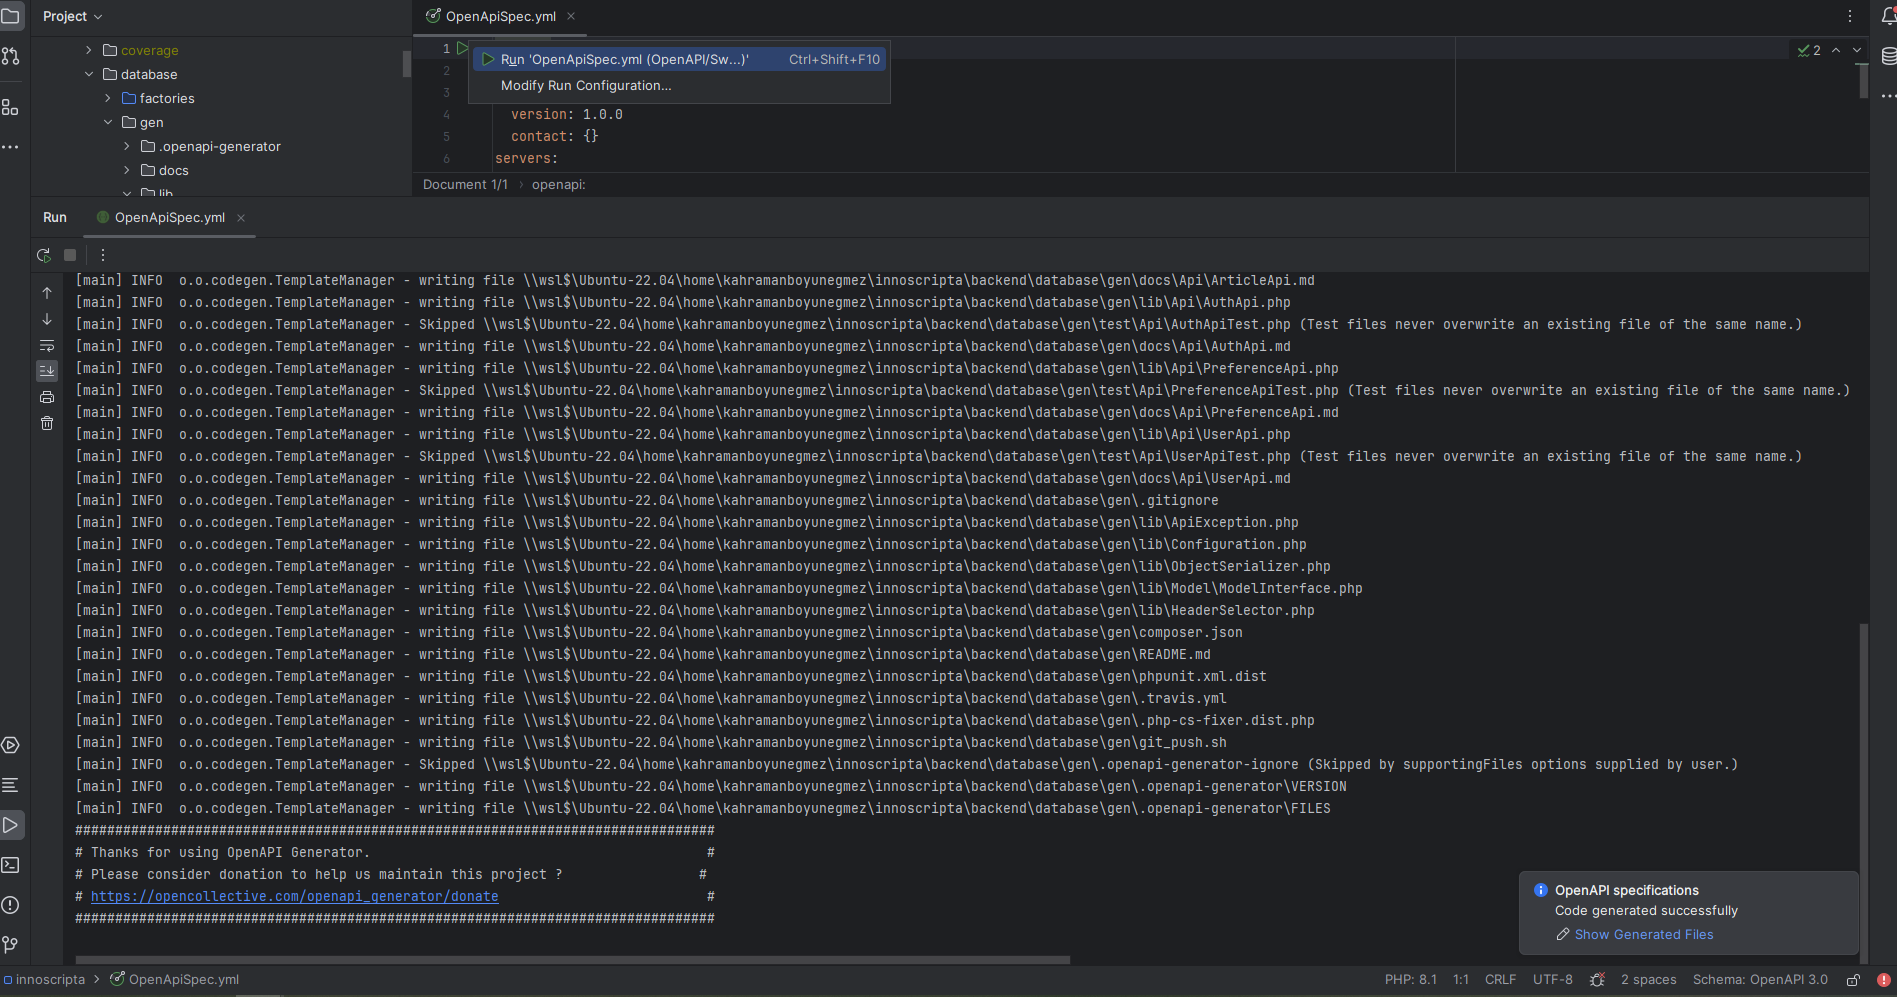 Project
OpenApiSpec.yml
coverage
database
factories
gen
.openapi-generator
docs
lib
1
Run 'OpenApiSpec.yml (OpenAPI/Sw...)' Ctrl+Shift+F10
2
Modify Run Configuration...
3
4 version: 1.0.0
5 contact: {}
6 servers:
2
Document 1/1 › openapi:
Run OpenApiSpec.yml
[main] INFO  o.o.codegen.TemplateManager - writing file \\wsl$\Ubuntu-22.04\home\kahramanboyunegmez\innoscripta\backend\database\gen\docs\Api\ArticleApi.md
[main] INFO  o.o.codegen.TemplateManager - writing file \\wsl$\Ubuntu-22.04\home\kahramanboyunegmez\innoscripta\backend\database\gen\lib\Api\AuthApi.php
[main] INFO  o.o.codegen.TemplateManager - Skipped \\wsl$\Ubuntu-22.04\home\kahramanboyunegmez\innoscripta\backend\database\gen\test\Api\AuthApiTest.php (Test files never overwrite an existing file of the same name.)
[main] INFO  o.o.codegen.TemplateManager - writing file \\wsl$\Ubuntu-22.04\home\kahramanboyunegmez\innoscripta\backend\database\gen\docs\Api\AuthApi.md
[main] INFO  o.o.codegen.TemplateManager - writing file \\wsl$\Ubuntu-22.04\home\kahramanboyunegmez\innoscripta\backend\database\gen\lib\Api\PreferenceApi.php
[main] INFO  o.o.codegen.TemplateManager - Skipped \\wsl$\Ubuntu-22.04\home\kahramanboyunegmez\innoscripta\backend\database\gen\test\Api\PreferenceApiTest.php (Test files never overwrite an existing file of the same name.)
[main] INFO  o.o.codegen.TemplateManager - writing file \\wsl$\Ubuntu-22.04\home\kahramanboyunegmez\innoscripta\backend\database\gen\docs\Api\PreferenceApi.md
[main] INFO  o.o.codegen.TemplateManager - writing file \\wsl$\Ubuntu-22.04\home\kahramanboyunegmez\innoscripta\backend\database\gen\lib\Api\UserApi.php
[main] INFO  o.o.codegen.TemplateManager - Skipped \\wsl$\Ubuntu-22.04\home\kahramanboyunegmez\innoscripta\backend\database\gen\test\Api\UserApiTest.php (Test files never overwrite an existing file of the same name.)
[main] INFO  o.o.codegen.TemplateManager - writing file \\wsl$\Ubuntu-22.04\home\kahramanboyunegmez\innoscripta\backend\database\gen\docs\Api\UserApi.md
[main] INFO  o.o.codegen.TemplateManager - writing file \\wsl$\Ubuntu-22.04\home\kahramanboyunegmez\innoscripta\backend\database\gen\.gitignore
[main] INFO  o.o.codegen.TemplateManager - writing file \\wsl$\Ubuntu-22.04\home\kahramanboyunegmez\innoscripta\backend\database\gen\lib\ApiException.php
[main] INFO  o.o.codegen.TemplateManager - writing file \\wsl$\Ubuntu-22.04\home\kahramanboyunegmez\innoscripta\backend\database\gen\lib\Configuration.php
[main] INFO  o.o.codegen.TemplateManager - writing file \\wsl$\Ubuntu-22.04\home\kahramanboyunegmez\innoscripta\backend\database\gen\lib\ObjectSerializer.php
[main] INFO  o.o.codegen.TemplateManager - writing file \\wsl$\Ubuntu-22.04\home\kahramanboyunegmez\innoscripta\backend\database\gen\lib\Model\ModelInterface.php
[main] INFO  o.o.codegen.TemplateManager - writing file \\wsl$\Ubuntu-22.04\home\kahramanboyunegmez\innoscripta\backend\database\gen\lib\HeaderSelector.php
[main] INFO  o.o.codegen.TemplateManager - writing file \\wsl$\Ubuntu-22.04\home\kahramanboyunegmez\innoscripta\backend\database\gen\composer.json
[main] INFO  o.o.codegen.TemplateManager - writing file \\wsl$\Ubuntu-22.04\home\kahramanboyunegmez\innoscripta\backend\database\gen\README.md
[main] INFO  o.o.codegen.TemplateManager - writing file \\wsl$\Ubuntu-22.04\home\kahramanboyunegmez\innoscripta\backend\database\gen\phpunit.xml.dist
[main] INFO  o.o.codegen.TemplateManager - writing file \\wsl$\Ubuntu-22.04\home\kahramanboyunegmez\innoscripta\backend\database\gen\.travis.yml
[main] INFO  o.o.codegen.TemplateManager - writing file \\wsl$\Ubuntu-22.04\home\kahramanboyunegmez\innoscripta\backend\database\gen\.php-cs-fixer.dist.php
[main] INFO  o.o.codegen.TemplateManager - writing file \\wsl$\Ubuntu-22.04\home\kahramanboyunegmez\innoscripta\backend\database\gen\git_push.sh
[main] INFO  o.o.codegen.TemplateManager - Skipped \\wsl$\Ubuntu-22.04\home\kahramanboyunegmez\innoscripta\backend\database\gen\.openapi-generator-ignore (Skipped by supportingFiles options supplied by user.)
[main] INFO  o.o.codegen.TemplateManager - writing file \\wsl$\Ubuntu-22.04\home\kahramanboyunegmez\innoscripta\backend\database\gen\.openapi-generator\VERSION
[main] INFO  o.o.codegen.TemplateManager - writing file \\wsl$\Ubuntu-22.04\home\kahramanboyunegmez\innoscripta\backend\database\gen\.openapi-generator\FILES
################################################################################
# Thanks for using OpenAPI Generator.                                          #
# Please consider donation to help us maintain this project ?                 #
# https://opencollective.com/openapi_generator/donate                          #
################################################################################
OpenAPI specifications
Code generated successfully
Show Generated Files
innoscripta › OpenApiSpec.yml PHP: 8.1 1:1 CRLF UTF-8 2 spaces Schema: OpenAPI 3.0